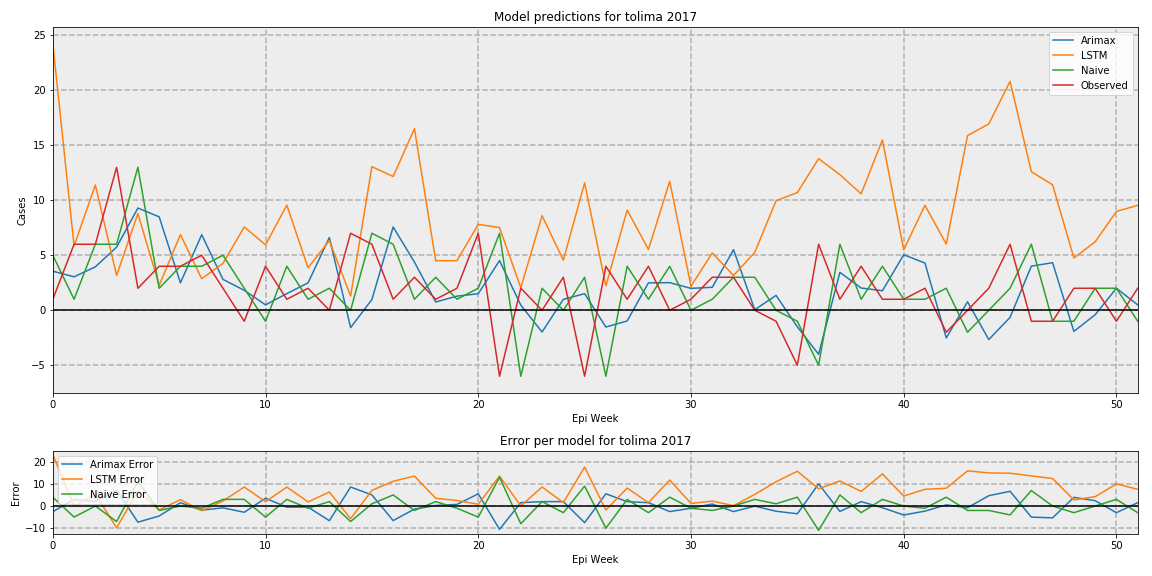 Model predictions for tolima 2017
25
20
15
10
5
0
−5
Cases
Arimax
LSTM
Naive
Observed
0
10
20
30
40
50
Epi Week
Error per model for tolima 2017
20
10
0
−10
Error
Arimax Error
LSTM Error
Naive Error
0
10
20
30
40
50
Epi Week